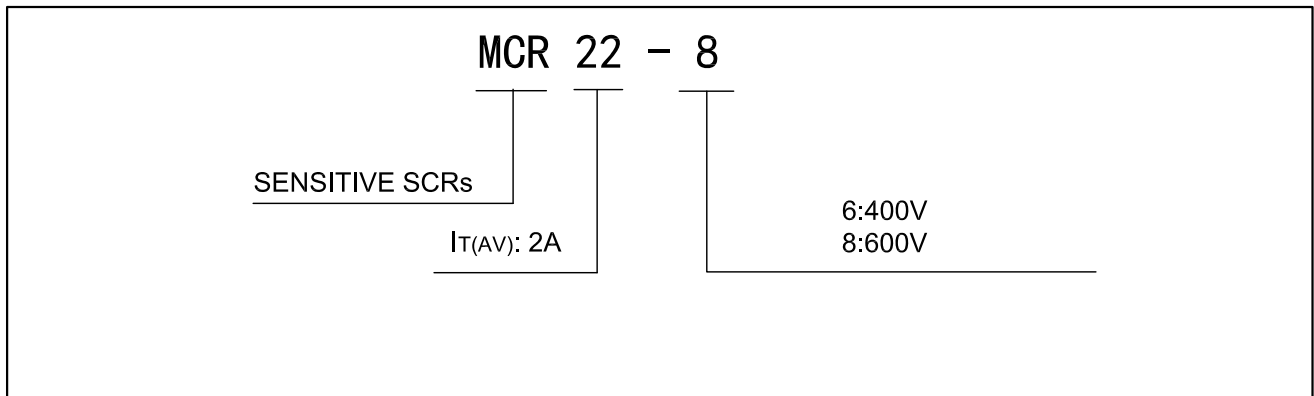 MCR 22 - 8
SENSITIVE SCRs
IT(AV): 2A
6:400V
8:600V